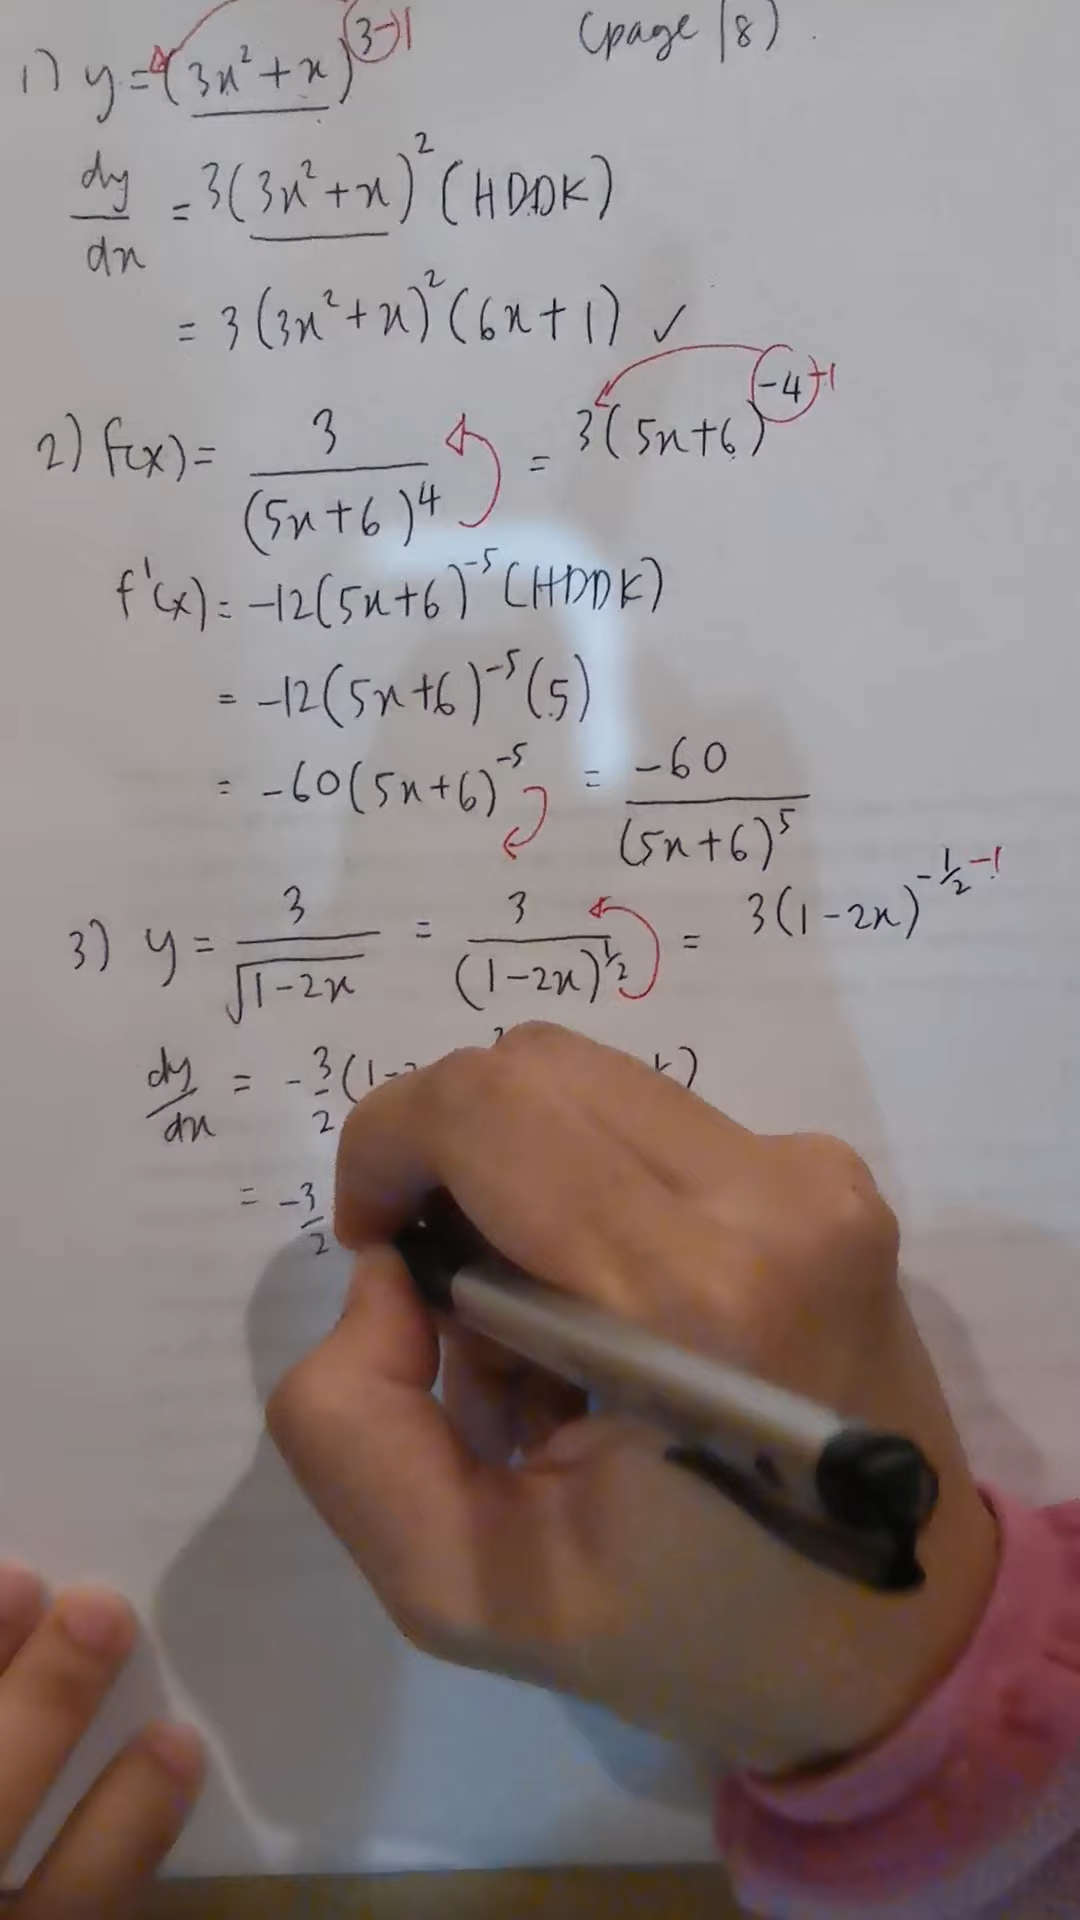 (page 18).
1) y = (3x² + x)³⁻¹
dy/dx = 3(3x² + x)² (HDDK)
= 3(3x² + x)² (6x + 1) ✓
2) f(x) = 3/(5x+6)⁴ = 3(5x+6)⁻⁴⁻¹
f'(x) = -12(5x+6)⁻⁵ (HDDK)
= -12(5x+6)⁻⁵ (5)
= -60(5x+6)⁻⁵ = -60/(5x+6)⁵
3) y = 3/√(1-2x) = 3/(1-2x)^½ = 3(1-2x)^-½ -1
dy/dx = -3/2 (1-
= -3/2